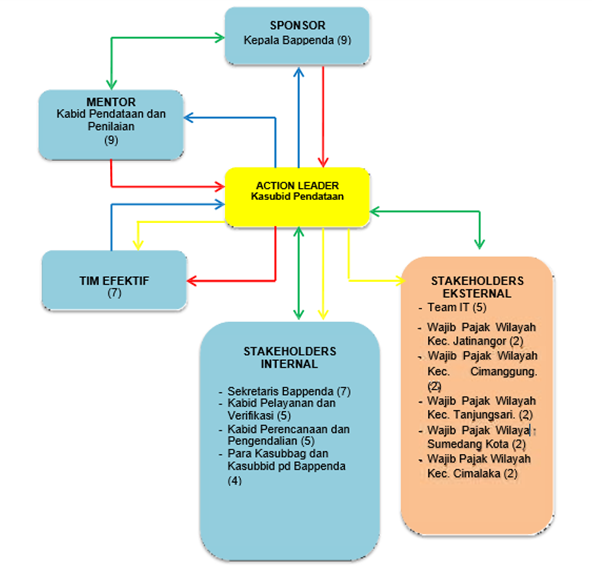 SPONSOR
Kepala Bappenda (9)
MENTOR
Kabid Pendataan dan
Penilaian
(9)
ACTION LEADER
Kasubid Pendataan
TIM EFEKTIF
(7)
STAKEHOLDERS
INTERNAL
- Sekretaris Bappenda (7)
- Kabid Pelayanan dan
Verifikasi (5)
- Kabid Perencanaan dan
Pengendalian (5)
- Para Kasubbag dan
Kasubbid pd Bappenda
(4)
STAKEHOLDERS
EKSTERNAL
- Team IT (5)
- Wajib Pajak Wilayah
Kec. Jatinangor (2)
- Wajib Pajak Wilayah
Kec. Cimanggung.
(2)
- Wajib Pajak Wilayah
Kec. Tanjungsari. (2)
- Wajib Pajak Wilaya
Sumedang Kota (2)
- Wajib Pajak Wilayah
Kec. Cimalaka (2)